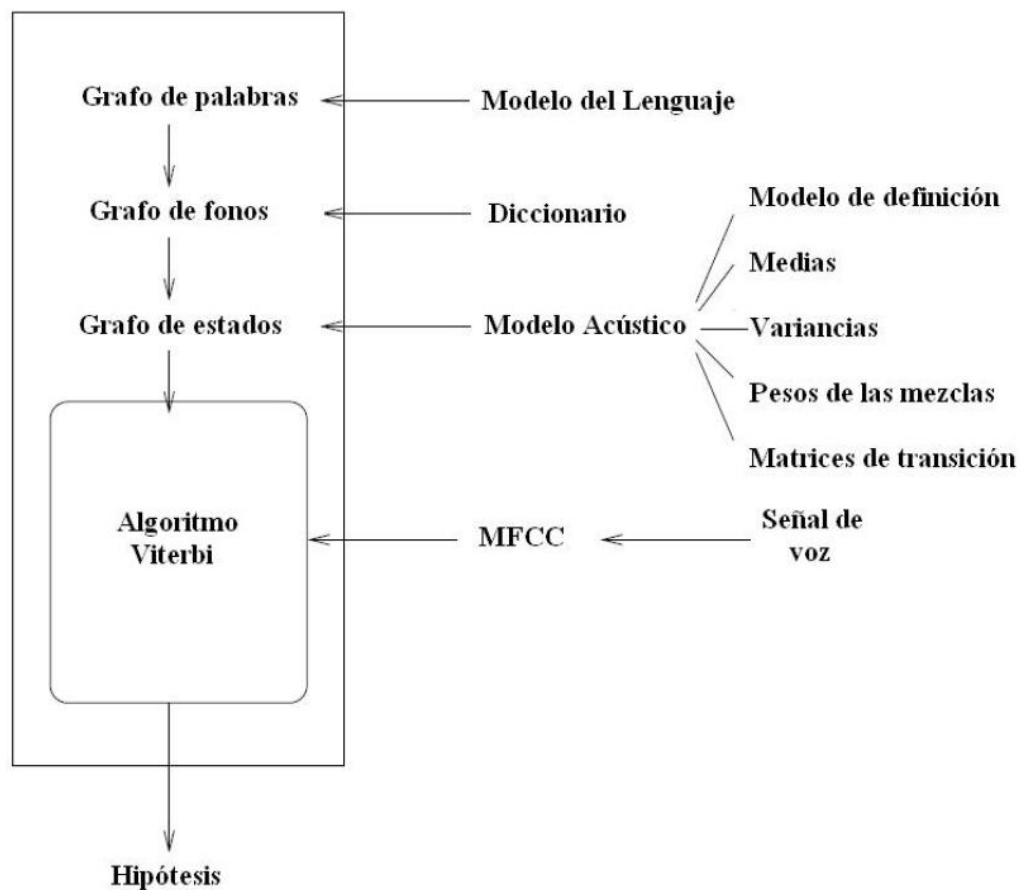 Grafo de palabras
Modelo del Lenguaje
Modelo de definición
Grafo de fonos
Diccionario
Medias
Grafo de estados
Modelo Acústico
Variancias
Pesos de las mezclas
Matrices de transición
Algoritmo
Viterbi
MFCC
Señal de
voz
Hipótesis